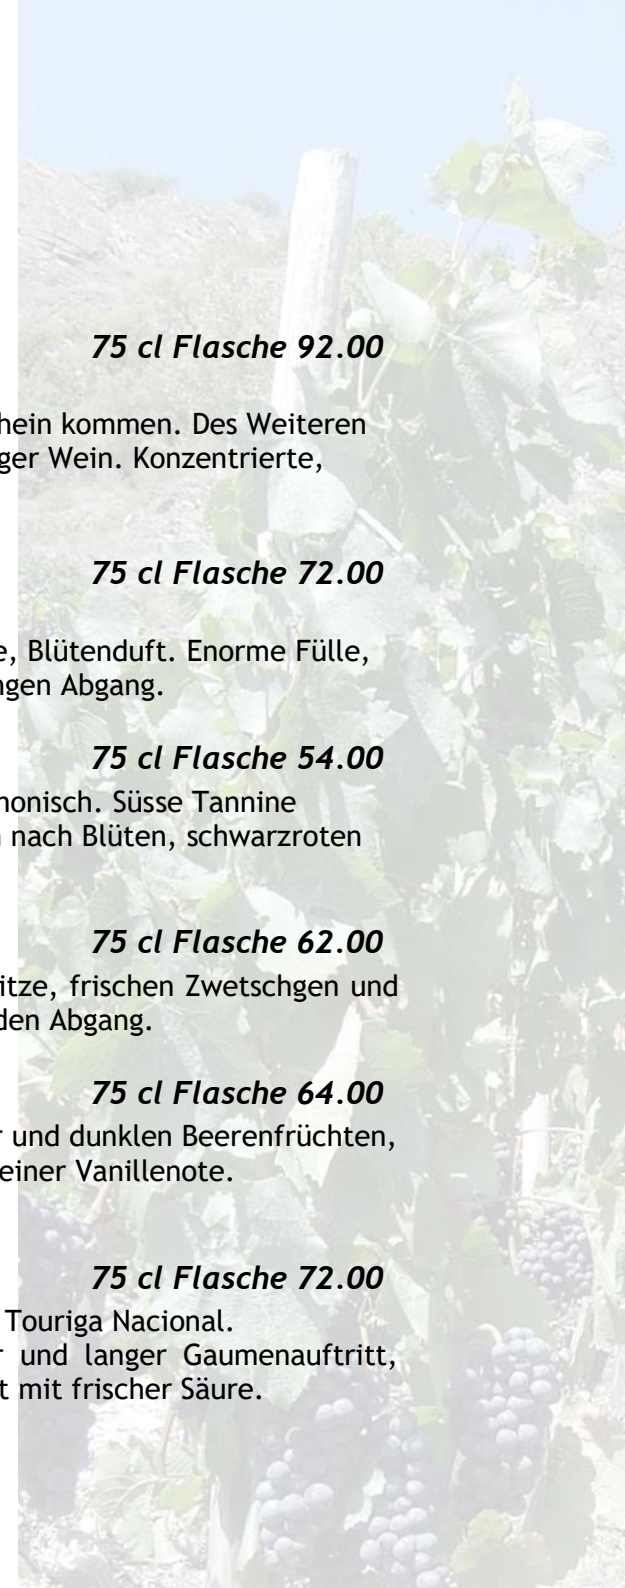 75 cl Flasche 92.00
hein kommen. Des Weiteren
ger Wein. Konzentrierte,
75 cl Flasche 72.00
e, Blütenduft. Enorme Fülle,
ngen Abgang.
75 cl Flasche 54.00
monisch. Süsse Tannine
n nach Blüten, schwarzroten
75 cl Flasche 62.00
itze, frischen Zwetschgen und
den Abgang.
75 cl Flasche 64.00
r und dunklen Beerenfrüchten,
einer Vanillenote.
75 cl Flasche 72.00
Touriga Nacional.
r und langer Gaumenauftritt,
t mit frischer Säure.